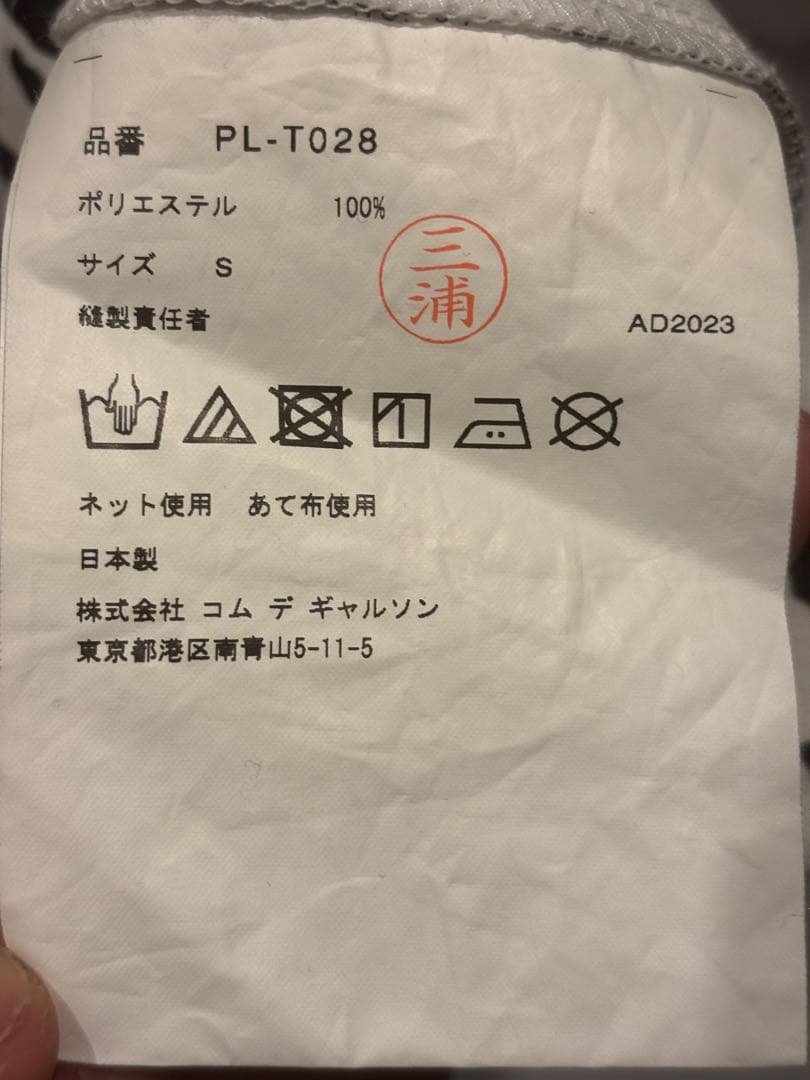 品番 PL-T028
ポリエステル 100%
サイズ S
三浦
縫製責任者
AD2023
ネット使用 あて布使用
日本製
株式会社 コム デ ギャルソン
東京都港区南青山5-11-5